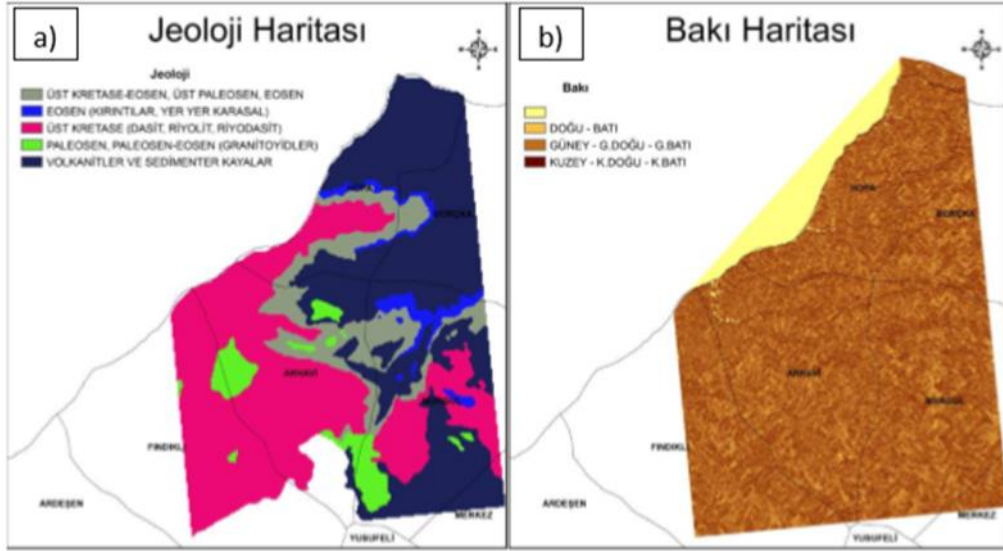 a)
Jeoloji Haritası
Jeoloji
ÜST KRETASE-EOSEN, ÜST PALEOSEN, EOSEN
EOSEN (KIRINTILAR, YER YER KARASAL)
ÜST KRETASE (DASİT, RİYOLİT, RİYODASİT)
PALEOSEN, PALEOSEN-EOSEN (GRANİTOYİDLER)
VOLKANİTLER VE SEDİMENTER KAYALAR
HOPA
BORÇKA
ARHAVİ
FINDIKLI
ARDEŞEN
MERKEZ
YUSUFELİ
b)
Bakı Haritası
Bakı
DOĞU - BATI
GÜNEY - G.DOĞU - G.BATI
KUZEY - K.DOĞU - K.BATI
HOPA
BORÇKA
ARHAVİ
FINDIKLI
ARDEŞEN
MERKEZ
YUSUFELİ